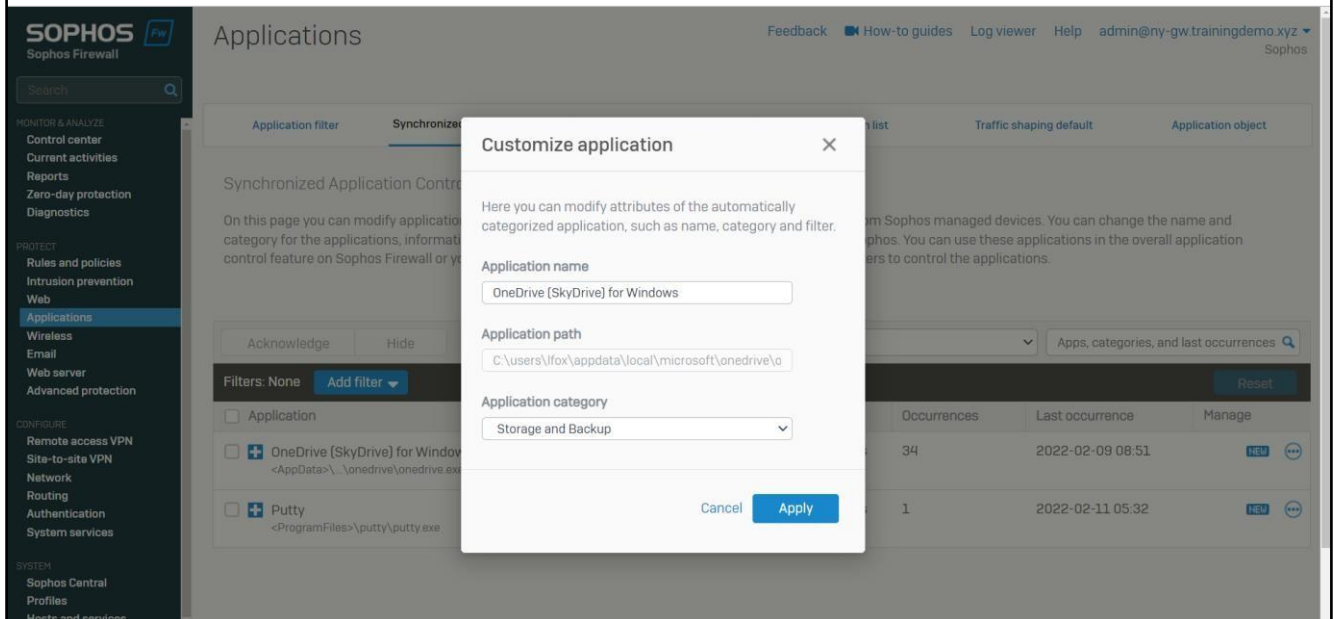 SOPHOS Fw
Sophos Firewall
Search
MONITOR & ANALYZE
Control center
Current activities
Reports
Zero-day protection
Diagnostics
PROTECT
Rules and policies
Intrusion prevention
Web
Applications
Wireless
Email
Web server
Advanced protection
CONFIGURE
Remote access VPN
Site-to-site VPN
Network
Routing
Authentication
System services
SYSTEM
Sophos Central
Profiles
Hosts and services
Applications
Feedback How-to guides Log viewer Help admin@ny-gw.trainingdemo.xyz
Sophos
Application filter Synchronized list Traffic shaping default Application object
Synchronized Application Contro
On this page you can modify application om Sophos managed devices. You can change the name and
category for the applications, informati phos. You can use these applications in the overall application
control feature on Sophos Firewall or yo ers to control the applications.
Acknowledge Hide Apps, categories, and last occurrences
Filters: None Add filter Reset
Application Occurrences Last occurrence Manage
OneDrive (SkyDrive) for Window 34 2022-02-09 08:51 NEW
<AppData>\...\onedrive\onedrive.exe
Putty 1 2022-02-11 05:32 NEW
<ProgramFiles>\putty\putty.exe
Customize application
Here you can modify attributes of the automatically
categorized application, such as name, category and filter.
Application name
OneDrive (SkyDrive) for Windows
Application path
C:\users\lfox\appdata\local\microsoft\onedrive\o
Application category
Storage and Backup
Cancel Apply